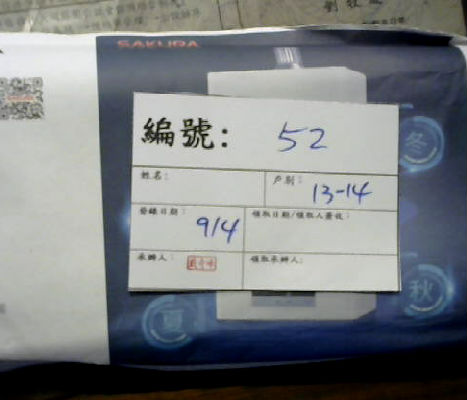 SAKURA
編號: 52
姓名:
戶別: 13-14
登錄日期: 9/4
領取日期/領取人簽收:
承辦人:
領取承辦人:
冬
秋
夏